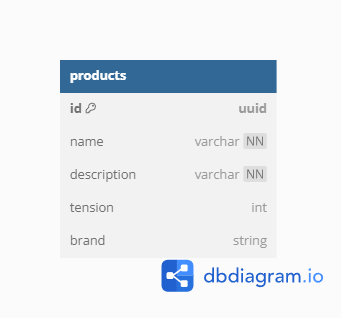 products
id uuid
name varchar NN
description varchar NN
tension int
brand string
dbdiagram.io